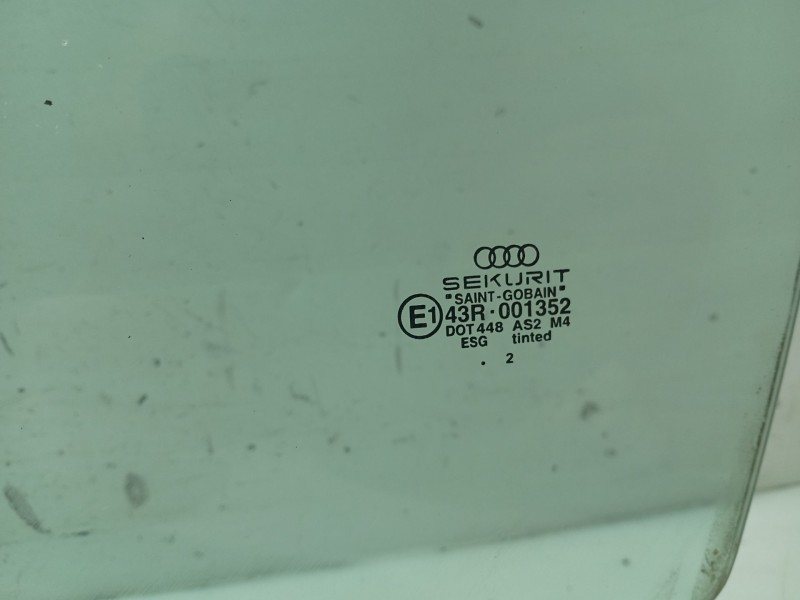 SEKURIT
"SAINT-GOBAIN"
E1 43R·001352
DOT 448 AS2 M4
ESG tinted
. 2